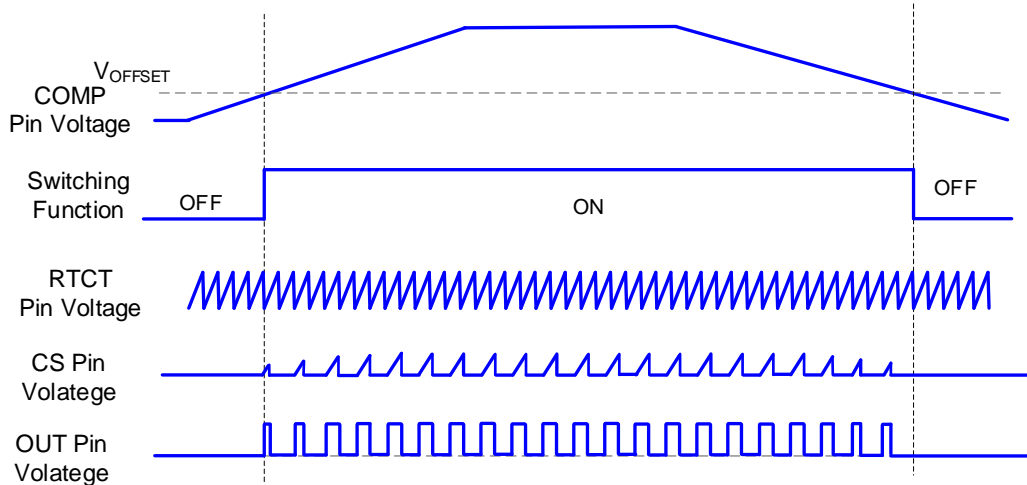 VOFFSET
COMP
Pin Voltage
Switching
Function
OFF
ON
OFF
RTCT
Pin Voltage
CS Pin
Volatege
OUT Pin
Volatege